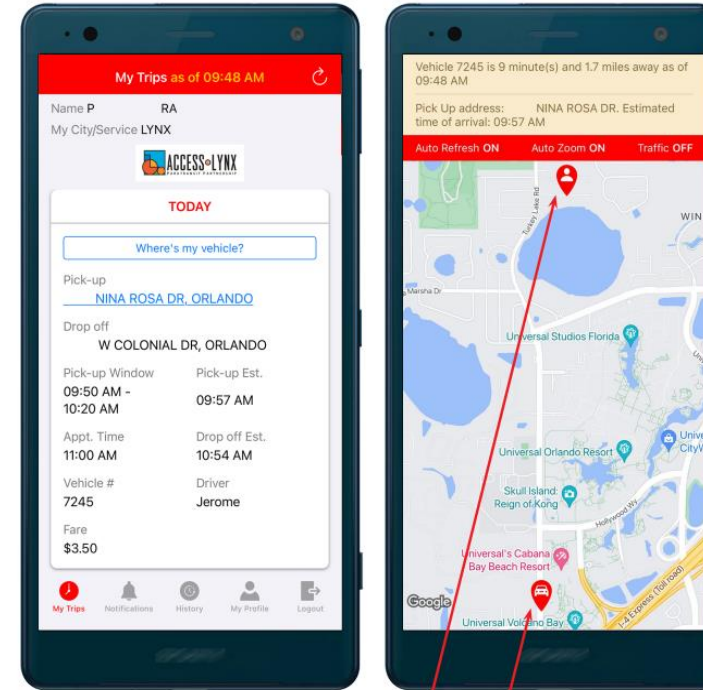 My Trips as of 09:48 AM
Name P RA
My City/Service LYNX
ACCESS LYNX
PARATRANSIT PARTNERSHIP
TODAY
Where's my vehicle?
Pick-up
NINA ROSA DR, ORLANDO
Drop off
W COLONIAL DR, ORLANDO
Pick-up Window Pick-up Est.
09:50 AM -
10:20 AM
09:57 AM
Appt. Time Drop off Est.
11:00 AM 10:54 AM
Vehicle # Driver
7245 Jerome
Fare
$3.50
My Trips Notifications History My Profile Logout
Vehicle 7245 is 9 minute(s) and 1.7 miles away as of
09:48 AM
Pick Up address: NINA ROSA DR. Estimated
time of arrival: 09:57 AM
Auto Refresh ON Auto Zoom ON Traffic OFF
Turkey Lake Rd
WIN
Marsha Dr
Universal Studios Florida
Univ
Universal Orlando Resort
Unive
CityW
Skull Island:
Reign of Kong
Hollywood Wy
Universal's Cabana
Bay Beach Resort
Google
Universal Volcano Bay
I-4 Express (Toll road)